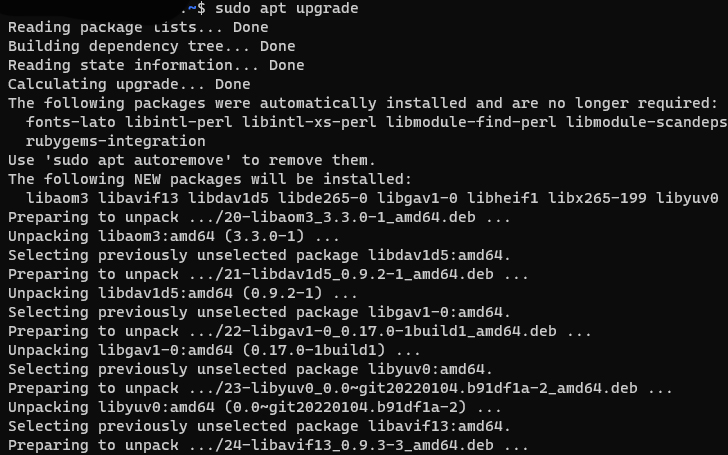 .~$ sudo apt upgrade
Reading package lists... Done
Building dependency tree... Done
Reading state information... Done
Calculating upgrade... Done
The following packages were automatically installed and are no longer required:
  fonts-lato libintl-perl libintl-xs-perl libmodule-find-perl libmodule-scandeps
  rubygems-integration
Use 'sudo apt autoremove' to remove them.
The following NEW packages will be installed:
  libaom3 libavif13 libdav1d5 libde265-0 libgav1-0 libheif1 libx265-199 libyuv0
Preparing to unpack .../20-libaom3_3.3.0-1_amd64.deb ...
Unpacking libaom3:amd64 (3.3.0-1) ...
Selecting previously unselected package libdav1d5:amd64.
Preparing to unpack .../21-libdav1d5_0.9.2-1_amd64.deb ...
Unpacking libdav1d5:amd64 (0.9.2-1) ...
Selecting previously unselected package libgav1-0:amd64.
Preparing to unpack .../22-libgav1-0_0.17.0-1build1_amd64.deb ...
Unpacking libgav1-0:amd64 (0.17.0-1build1) ...
Selecting previously unselected package libyuv0:amd64.
Preparing to unpack .../23-libyuv0_0.0~git20220104.b91df1a-2_amd64.deb ...
Unpacking libyuv0:amd64 (0.0~git20220104.b91df1a-2) ...
Selecting previously unselected package libavif13:amd64.
Preparing to unpack .../24-libavif13_0.9.3-3_amd64.deb ...